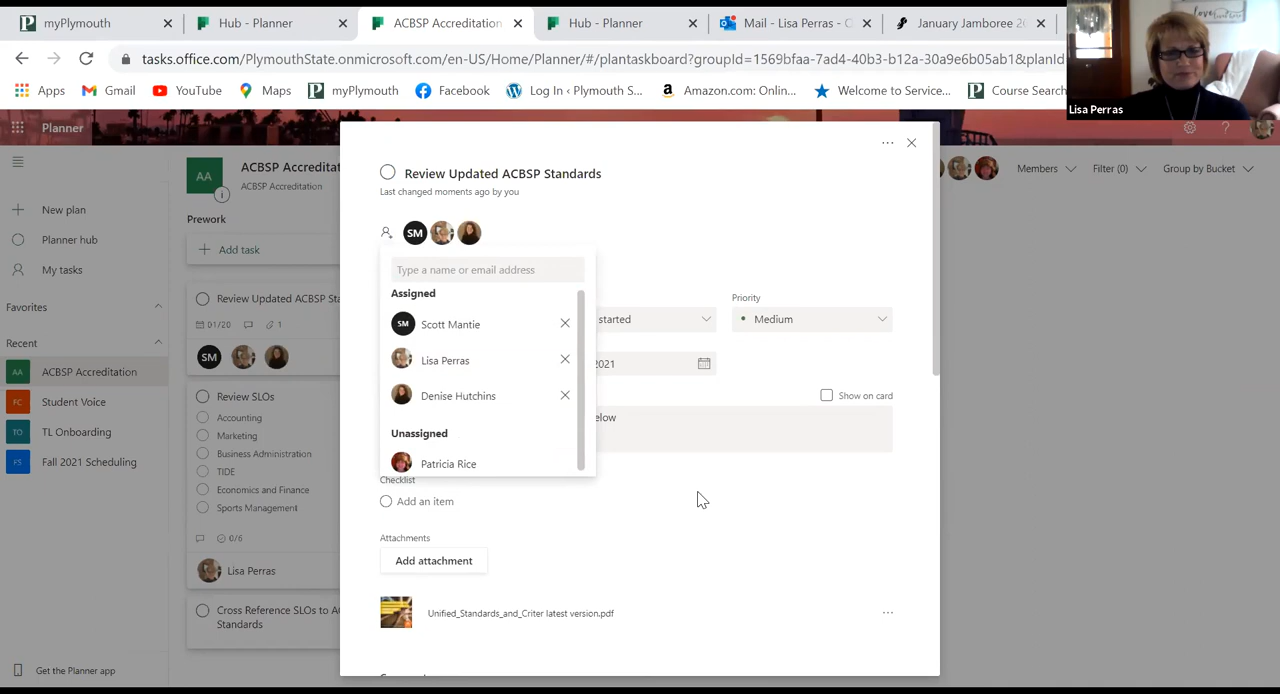 myPlymouth
Hub - Planner
ACBSP Accreditation
Hub - Planner
Mail - Lisa Perras - O
January Jamboree 20
tasks.office.com/PlymouthState.onmicrosoft.com/en-US/Home/Planner/#/plantaskboard?groupId=1569bfaa-7ad4-40b3-b12a-30a9e6b05ab1&planId
Apps
Gmail
YouTube
Maps
myPlymouth
Facebook
Log In ‹ Plymouth S...
Amazon.com: Onlin...
Welcome to Service...
Course Search
Lisa Perras
Planner
?
AA
ACBSP Accreditat
ACBSP Accreditation
Members
Filter (0)
Group by Bucket
New plan
Planner hub
My tasks
Favorites
Recent
AA ACBSP Accreditation
FC Student Voice
TO TL Onboarding
FS Fall 2021 Scheduling
Get the Planner app
Prework
Add task
Review Updated ACBSP Sta
01/20
1
SM
Review SLOs
Accounting
Marketing
Business Administration
TIDE
Economics and Finance
Sports Management
0/6
Lisa Perras
Cross Reference SLOs to AC
Standards
Review Updated ACBSP Standards
Last changed moments ago by you
SM
Type a name or email address
Assigned
SM Scott Mantie
Lisa Perras
Denise Hutchins
Unassigned
Patricia Rice
started
Priority
Medium
2021
Show on card
elow
Checklist
Add an item
Attachments
Add attachment
Unified_Standards_and_Criter latest version.pdf